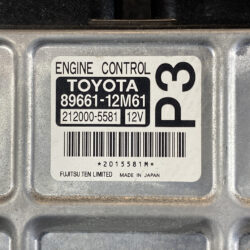 ENGINE CONTROL
TOYOTA
89661-12M61
212000-5581 12V
P3
*2015581M*
FUJITSU TEN LIMITED MADE IN JAPAN